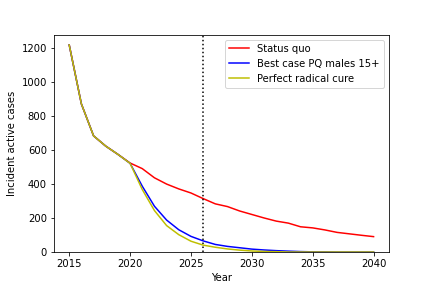 1200
1000
800
600
400
200
0
Incident active cases
Status quo
Best case PQ males 15+
Perfect radical cure
2015
2020
2025
2030
2035
2040
Year